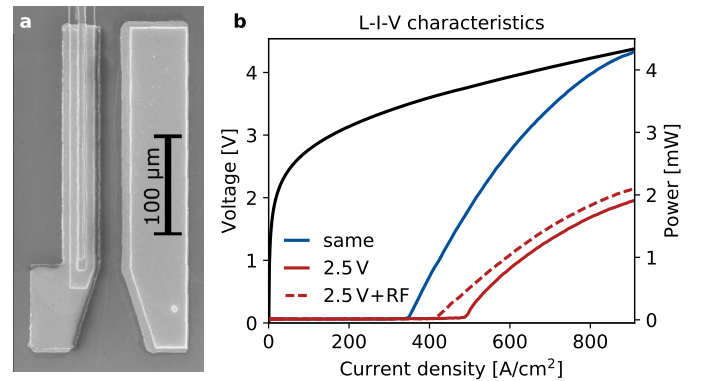 a
100 µm
b
L-I-V characteristics
Voltage [V]
4
3
2
1
0
same
2.5 V
2.5 V+RF
0 200 400 600 800
Current density [A/cm²]
4
3
2
1
0
Power [mW]